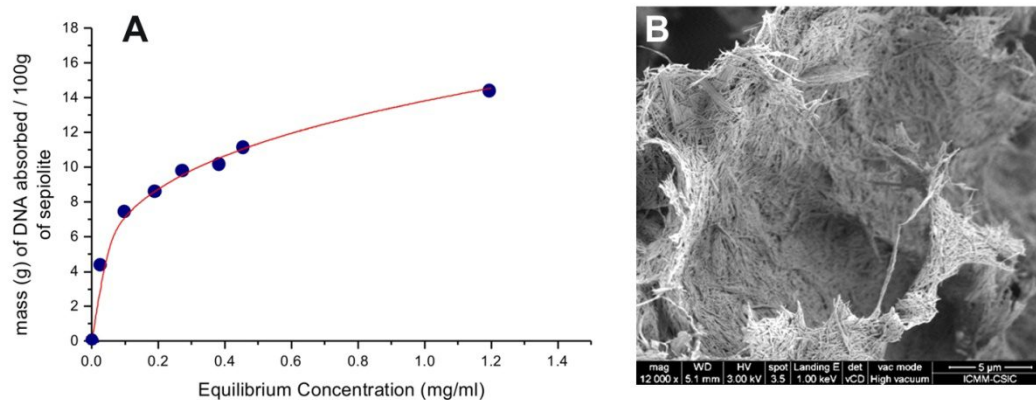 A
mass (g) of DNA absorbed / 100g
of sepiolite
18
16
14
12
10
8
6
4
2
0
0.0 0.2 0.4 0.6 0.8 1.0 1.2 1.4
Equilibrium Concentration (mg/ml)
B
mag WD HV spot Landing E det vac mode 5 µm
12 000 x 5.1 mm 3.00 kV 3.5 1.00 keV vCD High vacuum ICMM-CSIC